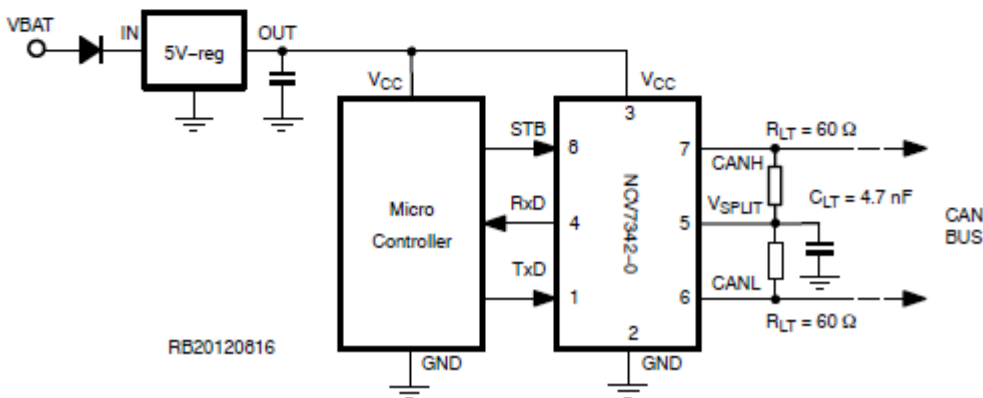 VBAT
IN
5V-reg
OUT
VCC
VCC
3
STB
8
7
RLT = 60 Ω
CANH
RxD
4
NCV7342-0
VSPLIT
5
CLT = 4.7 nF
Micro
Controller
CAN
BUS
TxD
1
CANL
6
RLT = 60 Ω
2
RB20120816
GND
GND